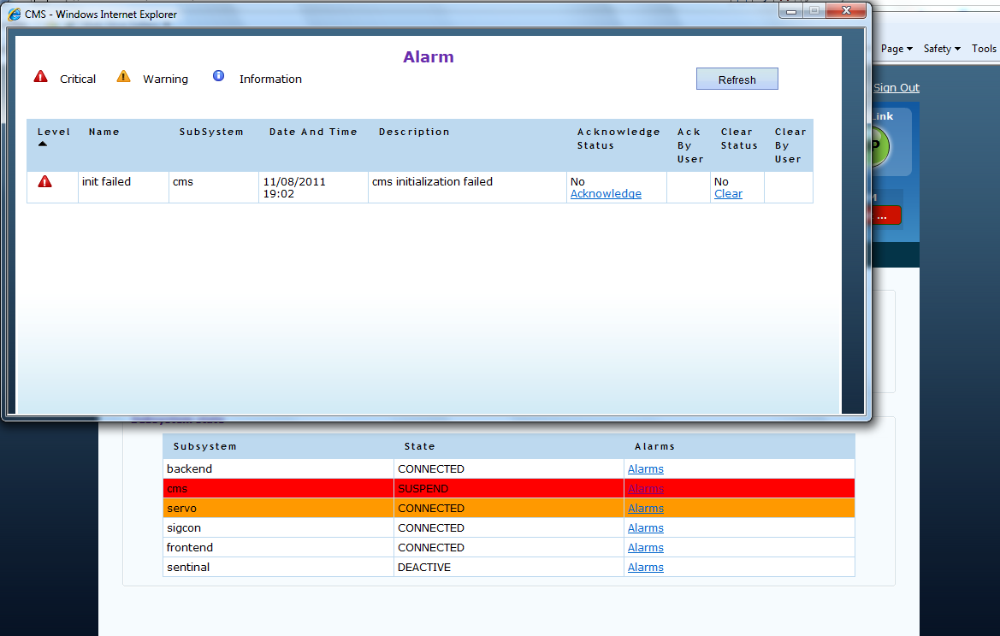 CMS - Windows Internet Explorer
Page
Safety
Tools
Sign Out
Alarm
Critical
Warning
Information
Refresh
Level
Name
SubSystem
Date And Time
Description
Acknowledge
Status
Ack
By
User
Clear
Status
Clear
By
User
init failed
cms
11/08/2011
19:02
cms initialization failed
No
Acknowledge
No
Clear
...
Subsystem
State
Alarms
backend
CONNECTED
Alarms
cms
SUSPEND
Alarms
servo
CONNECTED
Alarms
sigcon
CONNECTED
Alarms
frontend
CONNECTED
Alarms
sentinal
DEACTIVE
Alarms